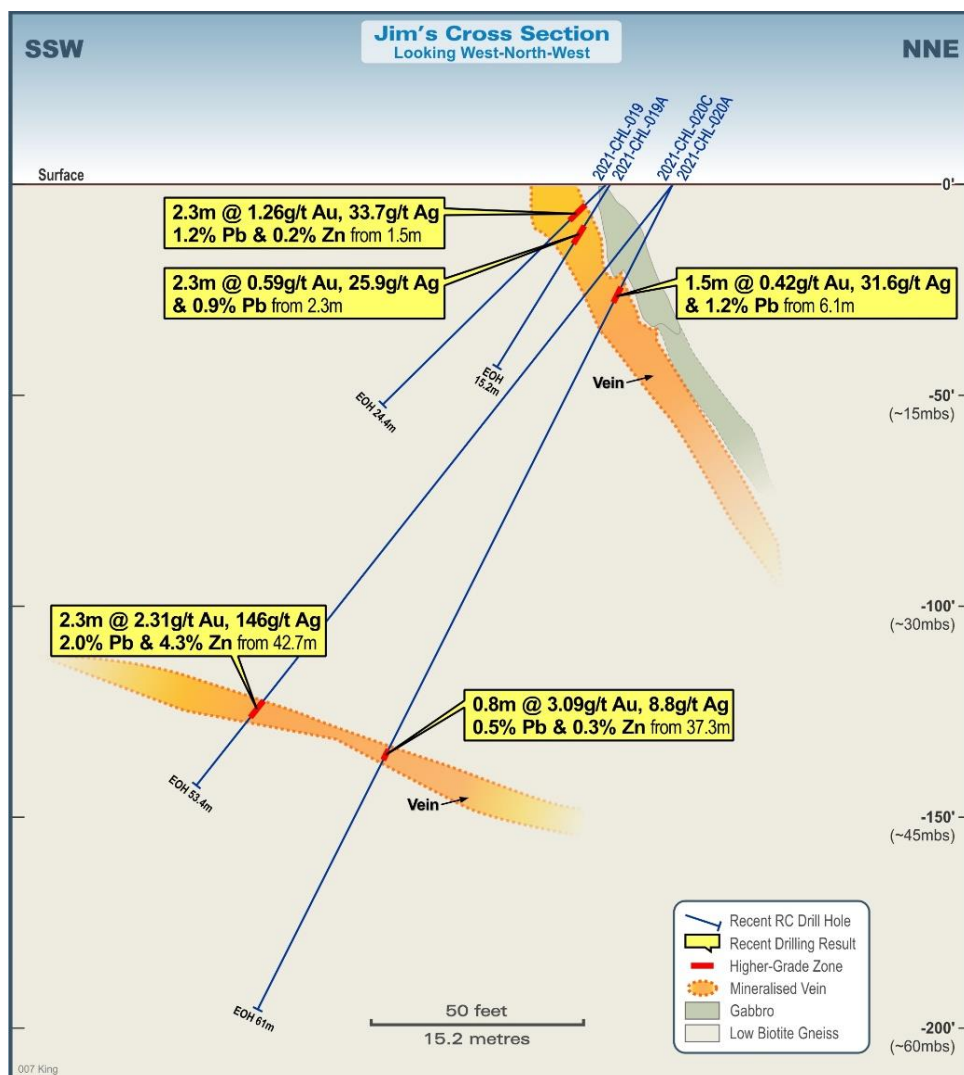 Jim's Cross Section
Looking West-North-West
SSW
NNE
2021-CHL-019
2021-CHL-019A
2021-CHL-020C
2021-CHL-020A
Surface
0'
2.3m @ 1.26g/t Au, 33.7g/t Ag
1.2% Pb & 0.2% Zn from 1.5m
2.3m @ 0.59g/t Au, 25.9g/t Ag
& 0.9% Pb from 2.3m
1.5m @ 0.42g/t Au, 31.6g/t Ag
& 1.2% Pb from 6.1m
EOH
15.2m
Vein
EOH 24.4m
-50'
(~15mbs)
-100'
(~30mbs)
2.3m @ 2.31g/t Au, 146g/t Ag
2.0% Pb & 4.3% Zn from 42.7m
0.8m @ 3.09g/t Au, 8.8g/t Ag
0.5% Pb & 0.3% Zn from 37.3m
EOH 53.4m
Vein
-150'
(~45mbs)
EOH 61m
50 feet
15.2 metres
Recent RC Drill Hole
Recent Drilling Result
Higher-Grade Zone
Mineralised Vein
Gabbro
Low Biotite Gneiss
-200'
(~60mbs)
007 King